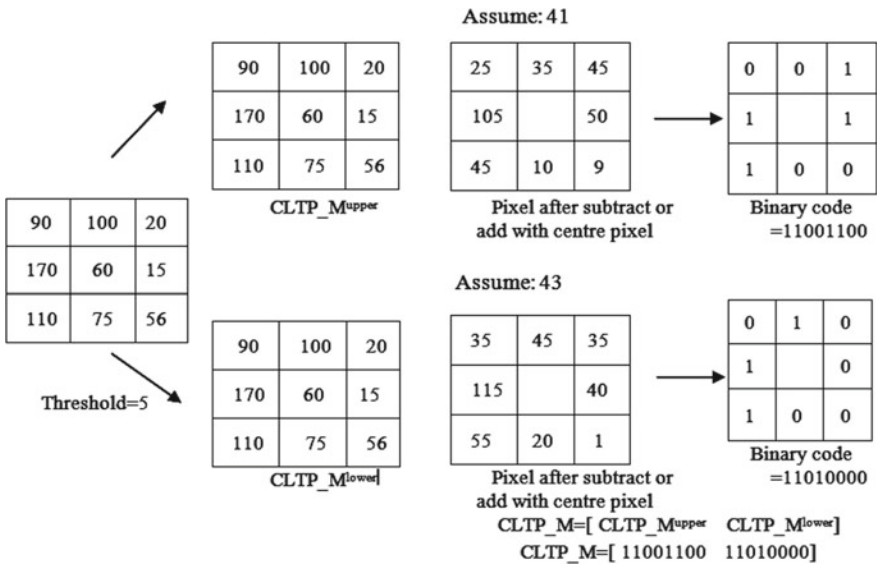 Assume: 41
90 100 20
170 60 15
110 75 56
CLTP_Mupper
25 35 45
105 50
45 10 9
Pixel after subtract or
add with centre pixel
0 0 1
1 1
1 0 0
Binary code
=11001100
90 100 20
170 60 15
110 75 56
Threshold=5
Assume: 43
90 100 20
170 60 15
110 75 56
CLTP_Mlower
35 45 35
115 40
55 20 1
Pixel after subtract or
add with centre pixel
0 1 0
1 0
1 0 0
Binary code
=11010000
CLTP_M=[ CLTP_Mupper CLTP_Mlower]
CLTP_M=[ 11001100 11010000]